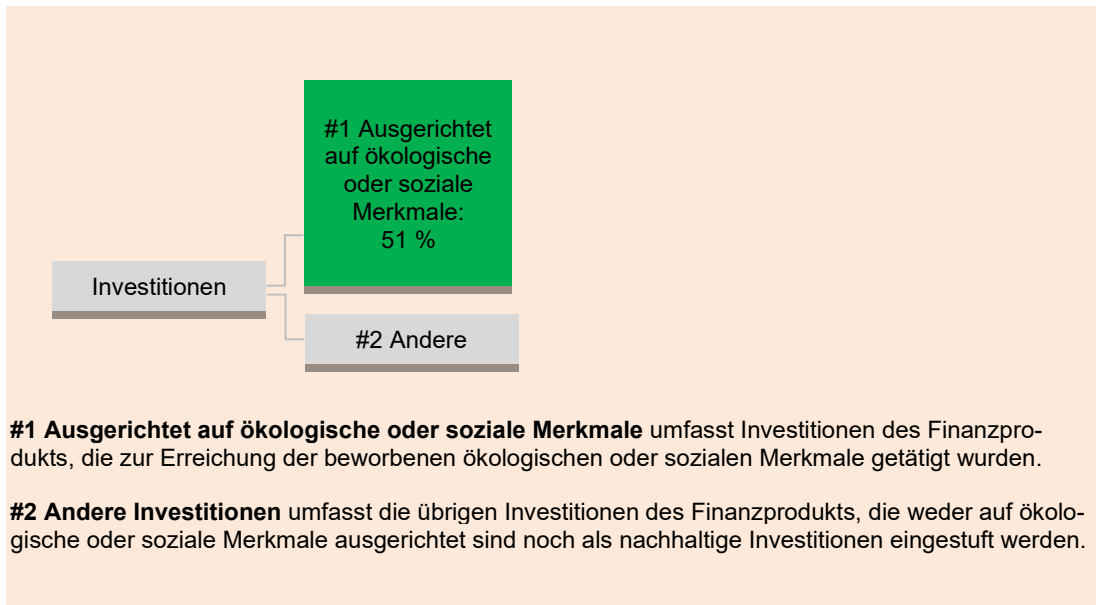 #1 Ausgerichtet
auf ökologische
oder soziale
Merkmale:
51 %
Investitionen
#2 Andere
#1 Ausgerichtet auf ökologische oder soziale Merkmale umfasst Investitionen des Finanzpro-
dukts, die zur Erreichung der beworbenen ökologischen oder sozialen Merkmale getätigt wurden.
#2 Andere Investitionen umfasst die übrigen Investitionen des Finanzprodukts, die weder auf ökolo-
gische oder soziale Merkmale ausgerichtet sind noch als nachhaltige Investitionen eingestuft werden.